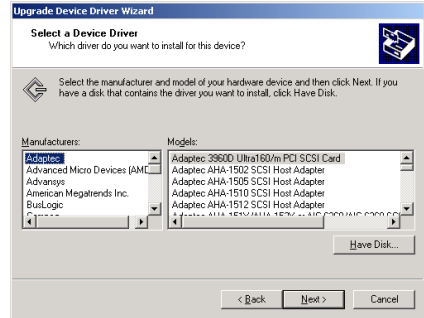 Upgrade Device Driver Wizard
Select a Device Driver
Which driver do you want to install for this device?
Select the manufacturer and model of your hardware device and then click Next. If you
have a disk that contains the driver you want to install, click Have Disk.
Manufacturers:
Adaptec
Advanced Micro Devices (AMD
Advansys
American Megatrends Inc.
BusLogic
Models:
Adaptec 3960D Ultra160/m PCI SCSI Card
Adaptec AHA-1502 SCSI Host Adapter
Adaptec AHA-1505 SCSI Host Adapter
Adaptec AHA-1510 SCSI Host Adapter
Adaptec AHA-1512 SCSI Host Adapter
Have Disk...
< Back
Next >
Cancel